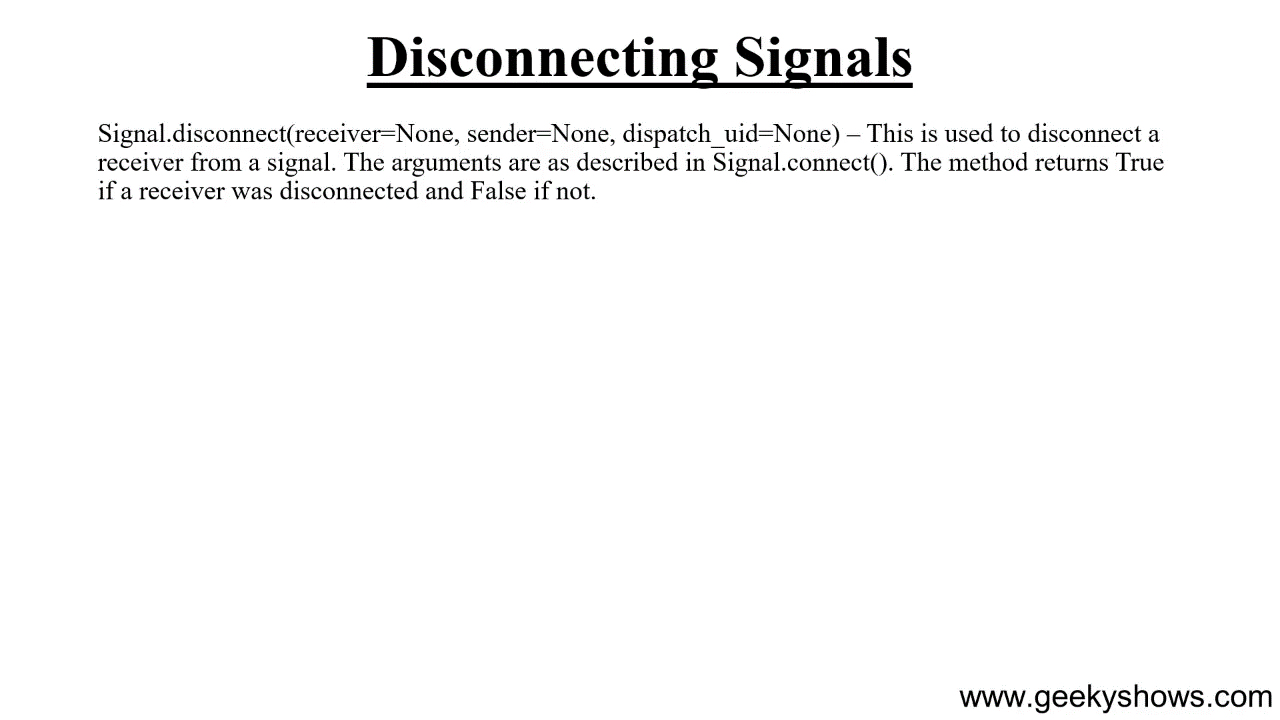 Disconnecting Signals
Signal.disconnect(receiver=None, sender=None, dispatch_uid=None) – This is used to disconnect a
receiver from a signal. The arguments are as described in Signal.connect(). The method returns True
if a receiver was disconnected and False if not.
www.geekyshows.com